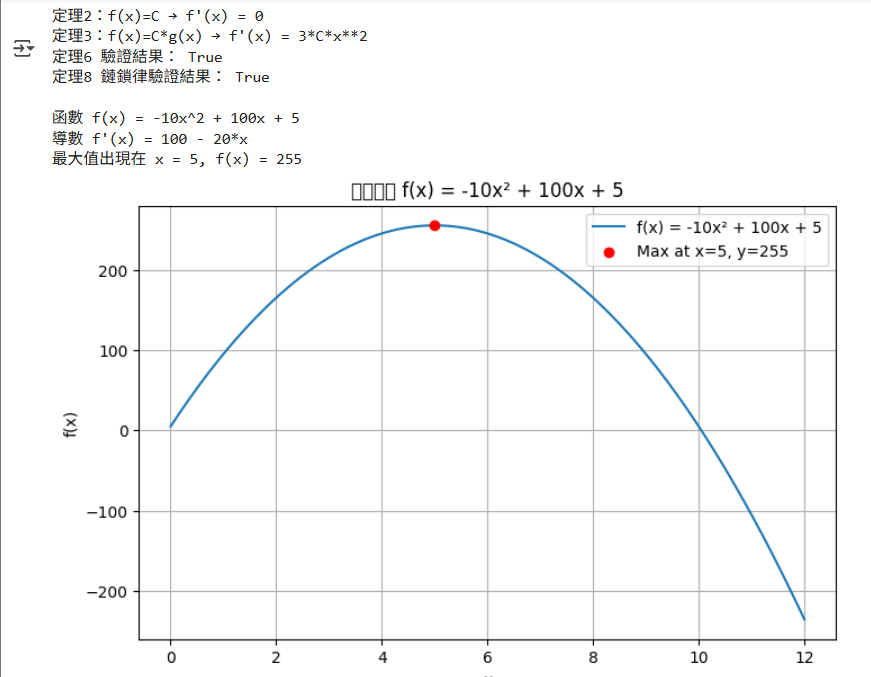 定理2：f(x)=C → f'(x) = 0
定理3：f(x)=C*g(x) → f'(x) = 3*C*x**2
定理6 驗證結果： True
定理8 鏈鎖律驗證結果： True
函數 f(x) = -10x^2 + 100x + 5
導數 f'(x) = 100 - 20*x
最大值出現在 x = 5, f(x) = 255
□□□□ f(x) = -10x² + 100x + 5
f(x) = -10x² + 100x + 5
Max at x=5, y=255
200
100
0
−100
−200
f(x)
0 2 4 6 8 10 12